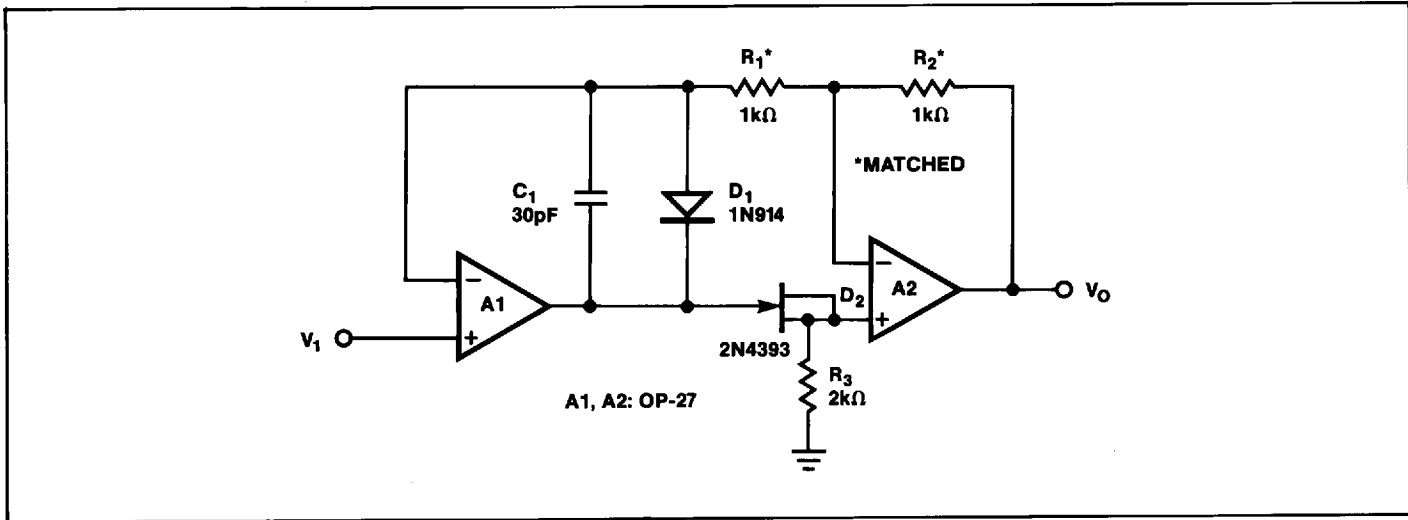 R₁*
1kΩ
R₂*
1kΩ
*MATCHED
C₁
30pF
D₁
1N914
−
A1
+
V₁
D₂
2N4393
−
A2
+
V₀
R₃
2kΩ
A1, A2: OP-27